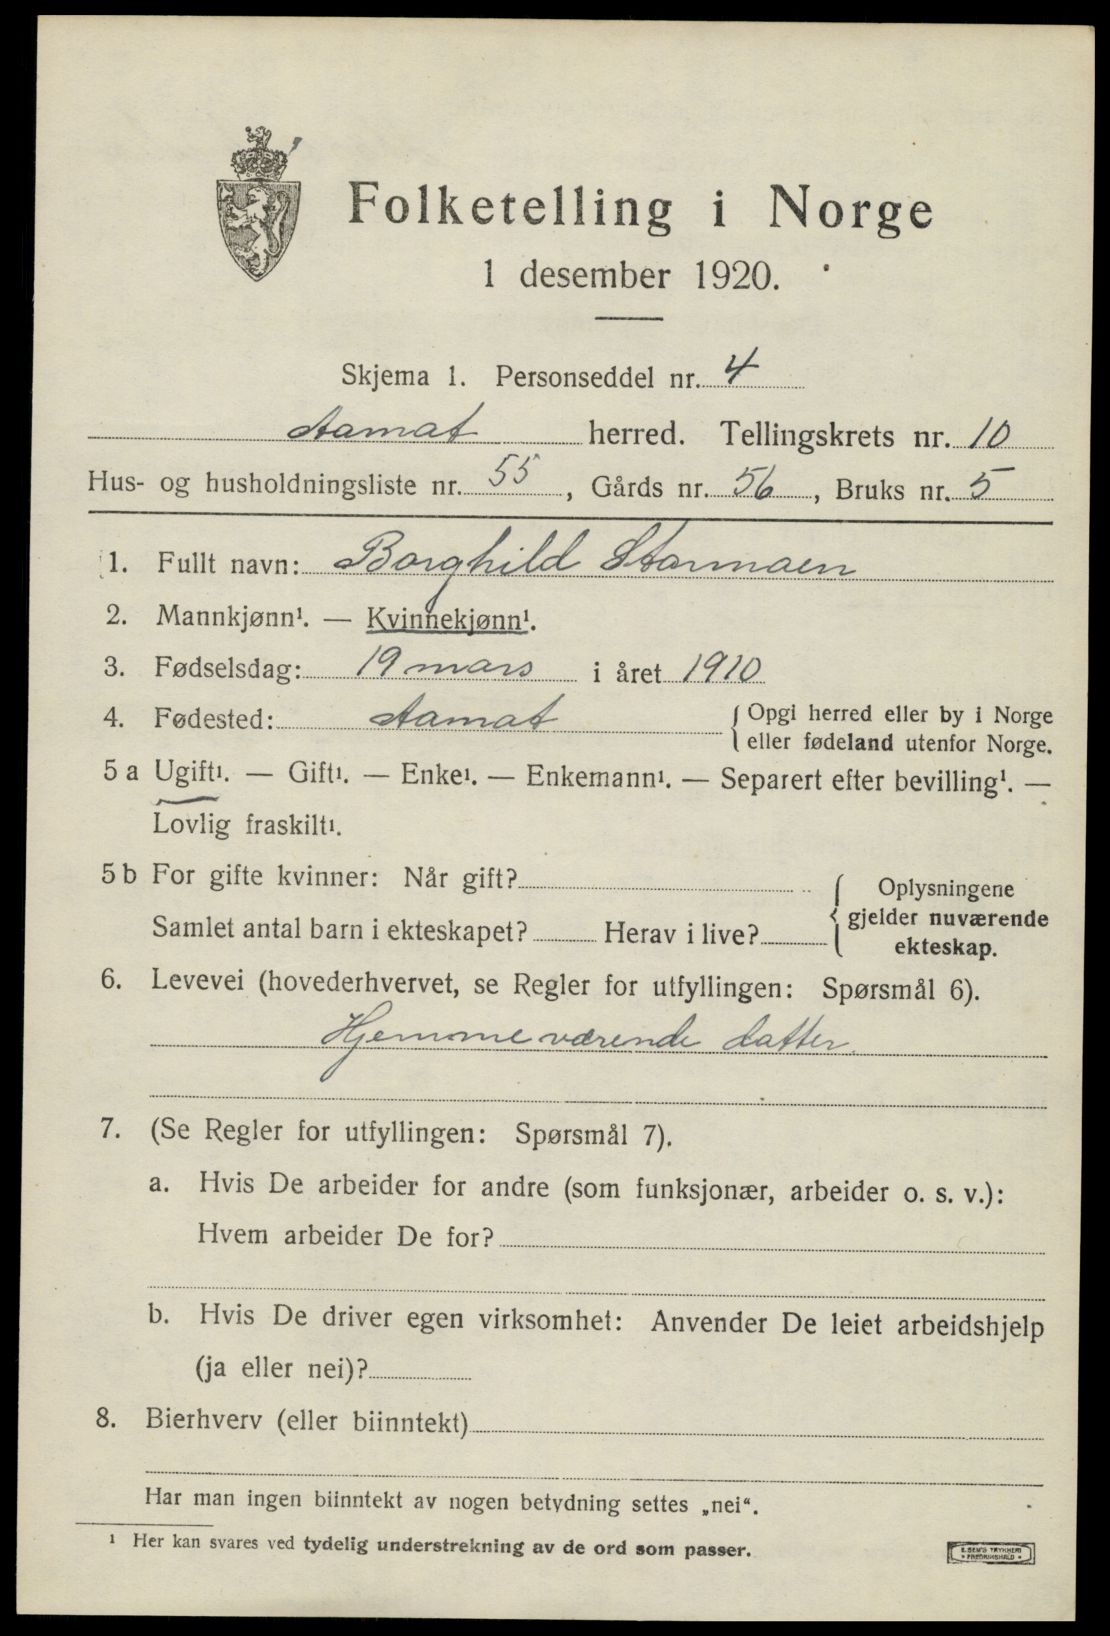 Folketelling i Norge
1 desember 1920.
Skjema 1. Personseddel nr. 4
Aamat herred. Tellingskrets nr. 10
Hus- og husholdningsliste nr. 55, Gårds nr. 56, Bruks nr. 5
1. Fullt navn: Borghild Stormoen
2. Mannkjønn¹. — Kvinnekjønn¹.
3. Fødselsdag: 19 mars i året 1910
4. Fødested: Aamat { Opgi herred eller by i Norge
eller fødeland utenfor Norge.
5 a Ugift¹. — Gift¹. — Enke¹. — Enkemann¹. — Separert efter bevilling¹. —
Lovlig fraskilt¹.
5 b For gifte kvinner: Når gift? { Oplysningene
gjelder nuværende
Samlet antal barn i ekteskapet? Herav i live?
ekteskap.
6. Levevei (hovederhvervet, se Regler for utfyllingen: Spørsmål 6).
Hjemmeværende datter.
7. (Se Regler for utfyllingen: Spørsmål 7).
a. Hvis De arbeider for andre (som funksjonær, arbeider o. s. v.):
Hvem arbeider De for?
b. Hvis De driver egen virksomhet: Anvender De leiet arbeidshjelp
(ja eller nei)?
8. Bierhverv (eller biinntekt)
Har man ingen biinntekt av nogen betydning settes „nei“.
¹ Her kan svares ved tydelig understrekning av de ord som passer.
E. SEM'S TRYKKERI
• FREDRIKSHALD •